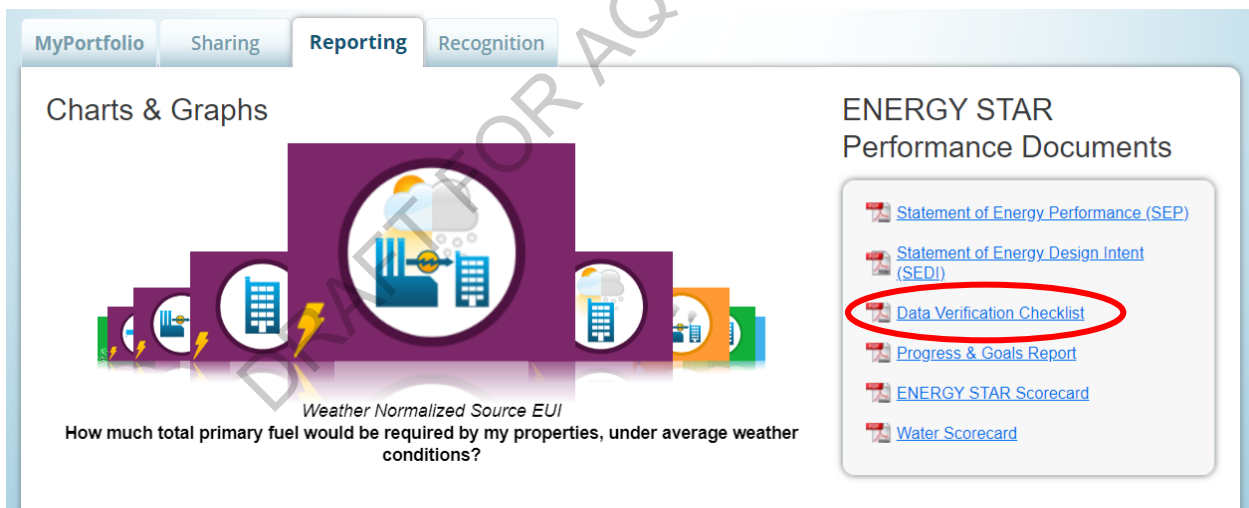 MyPortfolio
Sharing
Reporting
Recognition
Charts & Graphs
Weather Normalized Source EUI
How much total primary fuel would be required by my properties, under average weather
conditions?
ENERGY STAR
Performance Documents
Statement of Energy Performance (SEP)
Statement of Energy Design Intent
(SEDI)
Data Verification Checklist
Progress & Goals Report
ENERGY STAR Scorecard
Water Scorecard
DRAFT FOR AQ